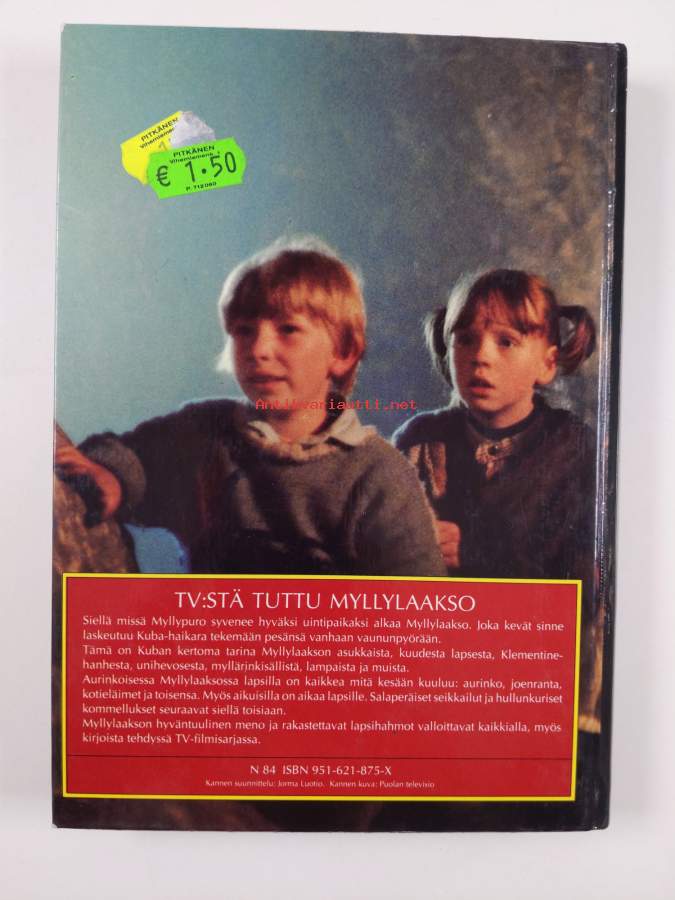 PITKÄNEN
Vihemiemens
PITKÄNEN
€ 1.50
P. 712080
Antikvariautti.net
TV:STÄ TUTTU MYLLYLAAKSO
Siellä missä Myllypuro syvenee hyväksi uintipaikaksi alkaa Myllylaakso. Joka kevät sinne
laskeutuu Kuba-haikara tekemään pesänsä vanhaan vaununpyörään.
Tämä on Kuban kertoma tarina Myllylaakson asukkaista, kuudesta lapsesta, Klementine-
hanhesta, unihevosesta, myllärinkisällistä, lampaista ja muista.
Aurinkoisessa Myllylaaksossa lapsilla on kaikkea mitä kesään kuuluu: aurinko, joenranta,
kotieläimet ja toisensa. Myös aikuisilla on aikaa lapsille. Salaperäiset seikkailut ja hullunkuriset
kommellukset seuraavat siellä toisiaan.
Myllylaakson hyväntuulinen meno ja rakastettavat lapsihahmot valloittavat kaikkialla, myös
kirjoista tehdyssä TV-filmisarjassa.
N 84 ISBN 951-621-875-X
Kannen suunnittelu: Jorma Luotio. Kannen kuva: Puolan televisio